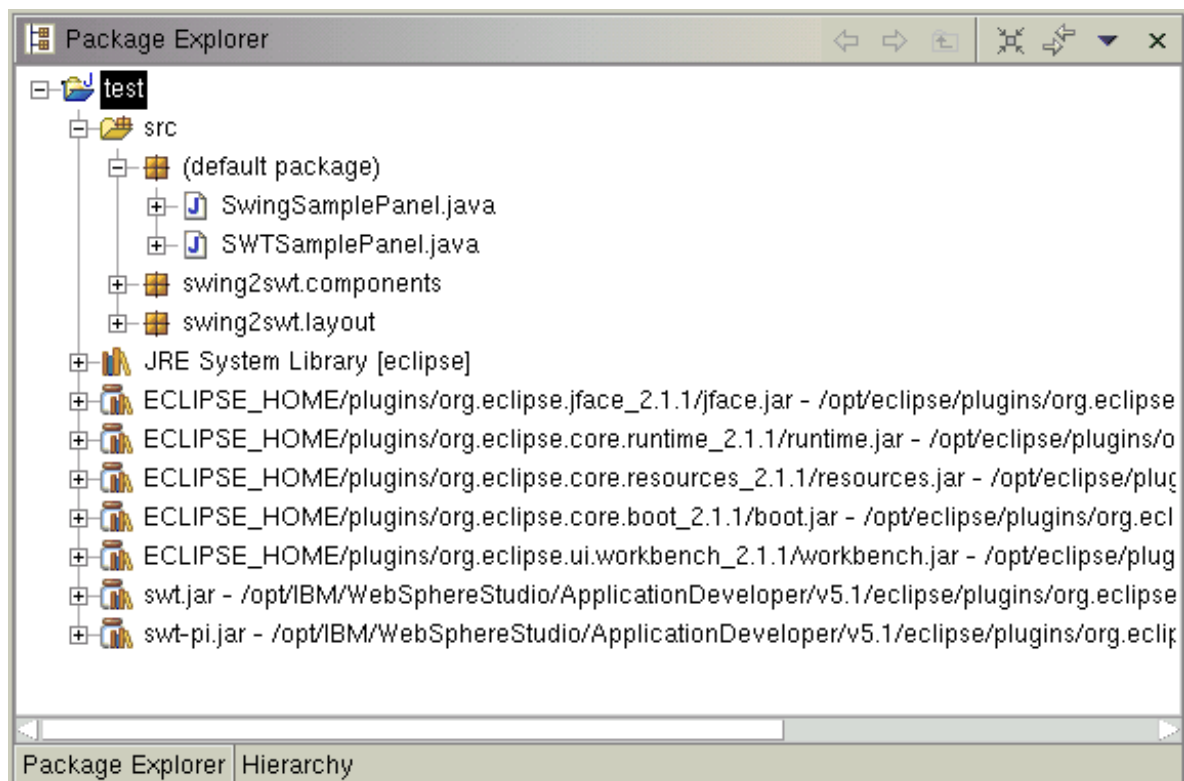 Package Explorer
test
src
(default package)
SwingSamplePanel.java
SWTSamplePanel.java
swing2swt.components
swing2swt.layout
JRE System Library [eclipse]
ECLIPSE_HOME/plugins/org.eclipse.jface_2.1.1/jface.jar - /opt/eclipse/plugins/org.eclipse
ECLIPSE_HOME/plugins/org.eclipse.core.runtime_2.1.1/runtime.jar - /opt/eclipse/plugins/o
ECLIPSE_HOME/plugins/org.eclipse.core.resources_2.1.1/resources.jar - /opt/eclipse/plug
ECLIPSE_HOME/plugins/org.eclipse.core.boot_2.1.1/boot.jar - /opt/eclipse/plugins/org.ecl
ECLIPSE_HOME/plugins/org.eclipse.ui.workbench_2.1.1/workbench.jar - /opt/eclipse/plug
swt.jar - /opt/IBM/WebSphereStudio/ApplicationDeveloper/v5.1/eclipse/plugins/org.eclipse
swt-pi.jar - /opt/IBM/WebSphereStudio/ApplicationDeveloper/v5.1/eclipse/plugins/org.eclip
Package Explorer Hierarchy